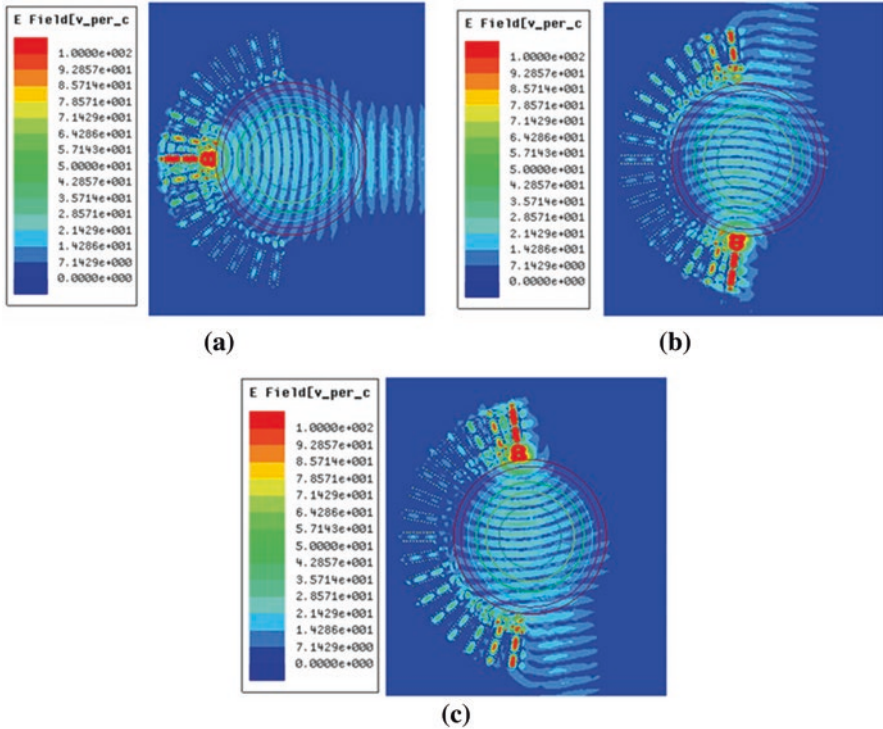 E Field[v_per_c
1.0000e+002
9.2857e+001
8.5714e+001
7.8571e+001
7.1429e+001
6.4286e+001
5.7143e+001
5.0000e+001
4.2857e+001
3.5714e+001
2.8571e+001
2.1429e+001
1.4286e+001
7.1429e+000
0.0000e+000
(a)
E Field[v_per_c
1.0000e+002
9.2857e+001
8.5714e+001
7.8571e+001
7.1429e+001
6.4286e+001
5.7143e+001
5.0000e+001
4.2857e+001
3.5714e+001
2.8571e+001
2.1429e+001
1.4286e+001
7.1429e+000
0.0000e+000
(b)
E Field[v_per_c
1.0000e+002
9.2857e+001
8.5714e+001
7.8571e+001
7.1429e+001
6.4286e+001
5.7143e+001
5.0000e+001
4.2857e+001
3.5714e+001
2.8571e+001
2.1429e+001
1.4286e+001
7.1429e+000
0.0000e+000
(c)